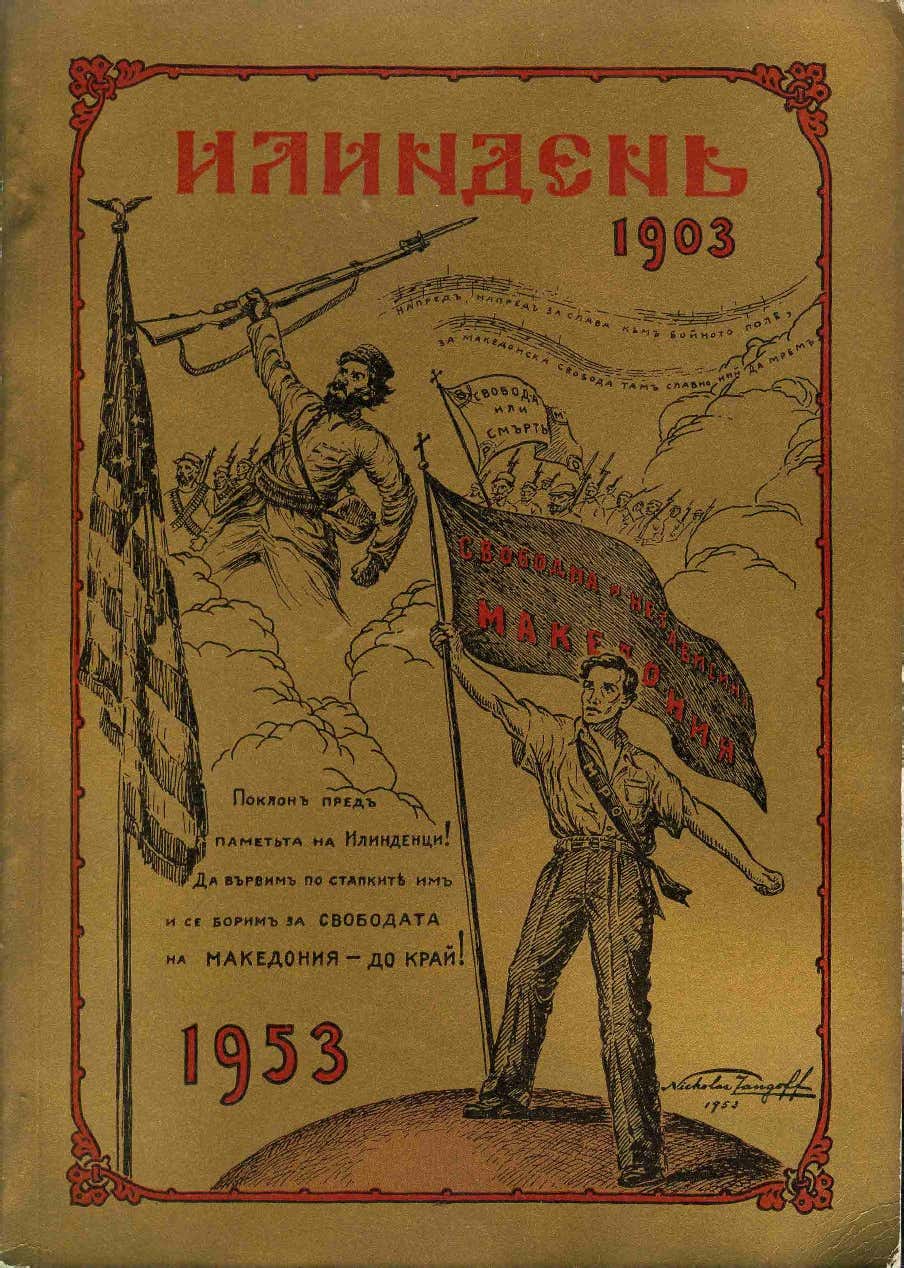 ИЛИНДЕНЬ
1903
НАПРЕДЪ, НАПРЕДЪ ЗА СЛАВА КЪМЪ БОЙНОТО ПОЛЕ,
ЗА МАКЕДОНСКА СВОБОДА ТАМЪ СЛАВНО НИЙ ДА МРЕМЪ
СВОБОДА
ИЛИ
СМЪРТЬ
СВОБОДНА И НЕЗАВИСИМА
МАКЕДОНИЯ
Поклонъ предъ
паметьта на Илинденци!
Да вървимъ по стапкитѣ имъ
и се боримъ за СВОБОДАТА
на МАКЕДОНИЯ — ДО КРАЙ!
1953
Nicholas Tangoff
1953